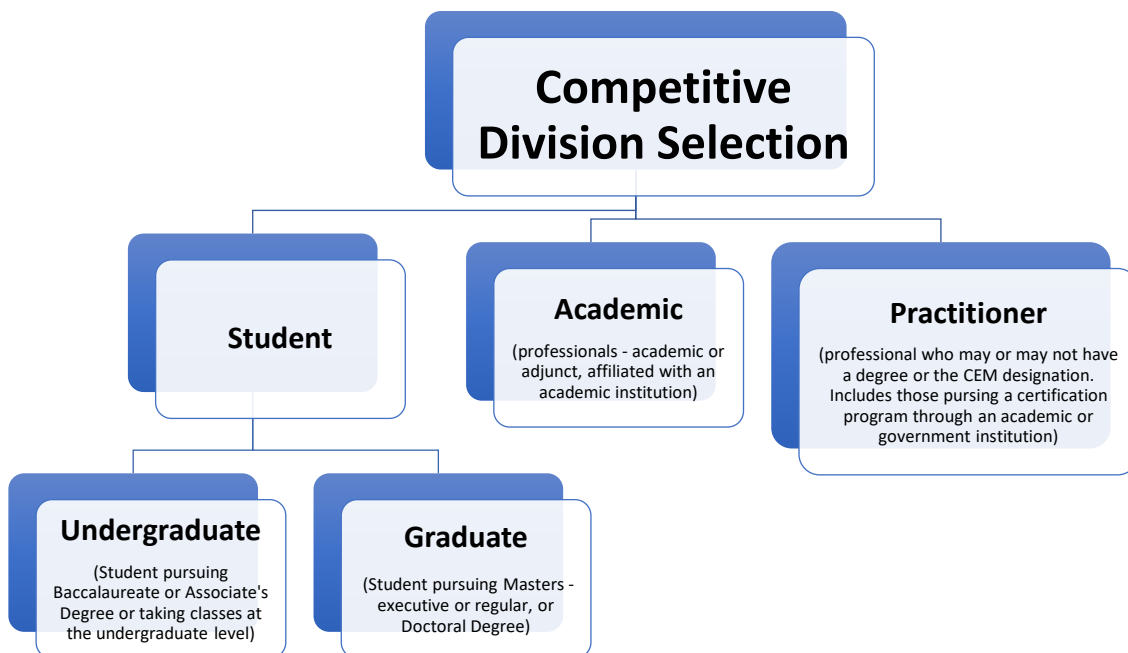 Competitive
Division Selection
Student
Academic
(professionals - academic or
adjunct, affiliated with an
academic institution)
Practitioner
(professional who may or may not have
a degree or the CEM designation.
Includes those pursing a certification
program through an academic or
government institution)
Undergraduate
(Student pursuing
Baccalaureate or Associate's
Degree or taking classes at
the undergraduate level)
Graduate
(Student pursuing Masters -
executive or regular, or
Doctoral Degree)